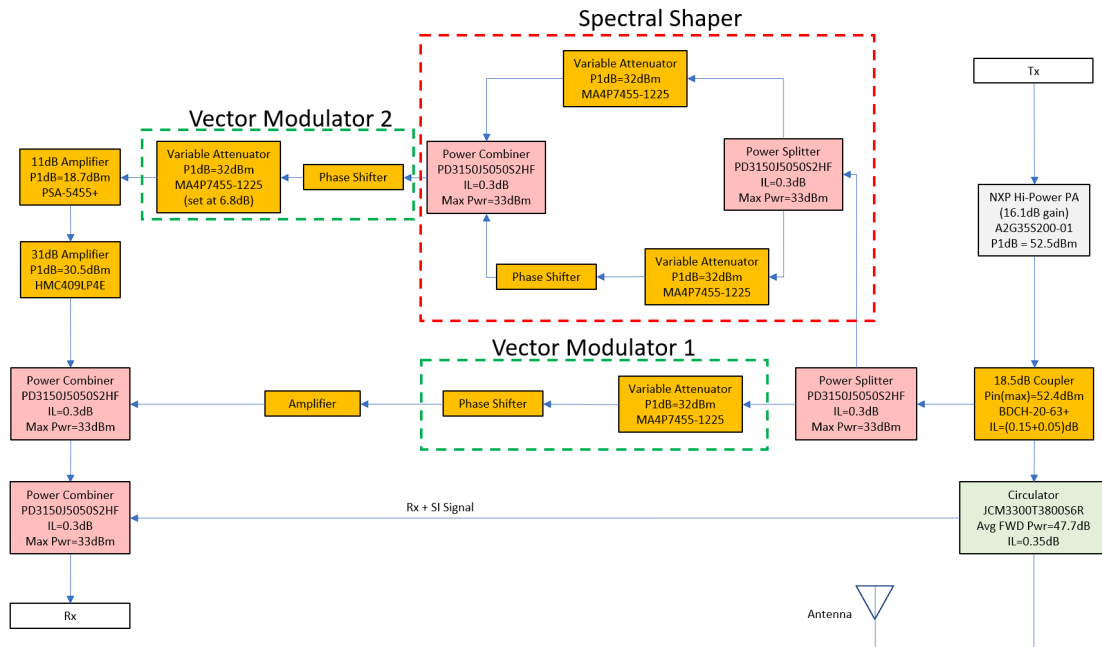 Spectral Shaper
Variable Attenuator
P1dB=32dBm
MA4P7455-1225
Tx
Vector Modulator 2
11dB Amplifier
P1dB=18.7dBm
PSA-5455+
Variable Attenuator
P1dB=32dBm
MA4P7455-1225
(set at 6.8dB)
Phase Shifter
Power Combiner
PD3150J5050S2HF
IL=0.3dB
Max Pwr=33dBm
Power Splitter
PD3150J5050S2HF
IL=0.3dB
Max Pwr=33dBm
NXP Hi-Power PA
(16.1dB gain)
A2G35S200-01
P1dB = 52.5dBm
31dB Amplifier
P1dB=30.5dBm
HMC409LP4E
Phase Shifter
Variable Attenuator
P1dB=32dBm
MA4P7455-1225
Vector Modulator 1
Power Combiner
PD3150J5050S2HF
IL=0.3dB
Max Pwr=33dBm
Amplifier
Phase Shifter
Variable Attenuator
P1dB=32dBm
MA4P7455-1225
Power Splitter
PD3150J5050S2HF
IL=0.3dB
Max Pwr=33dBm
18.5dB Coupler
Pin(max)=52.4dBm
BDCH-20-63+
IL=(0.15+0.05)dB
Power Combiner
PD3150J5050S2HF
IL=0.3dB
Max Pwr=33dBm
Rx + SI Signal
Circulator
JCM3300T3800S6R
Avg FWD Pwr=47.7dB
IL=0.35dB
Rx
Antenna